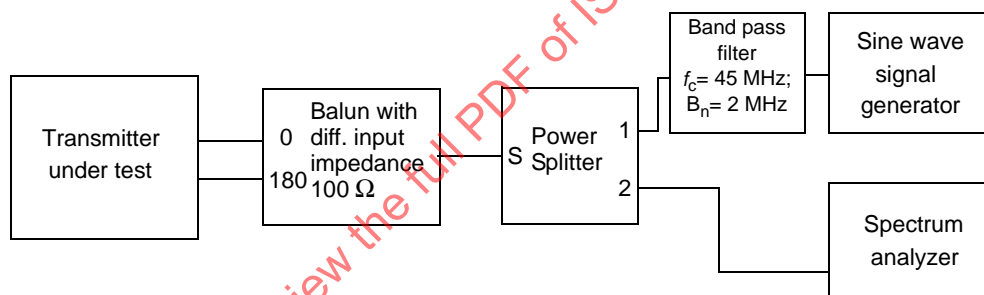 Transmitter
under test
0
180
Balun with
diff. input
impedance
100 Ω
S
Power
Splitter
1
2
Band pass
filter
fc= 45 MHz;
Bn= 2 MHz
Sine wave
signal
generator
Spectrum
analyzer
iew the full PDF of IS